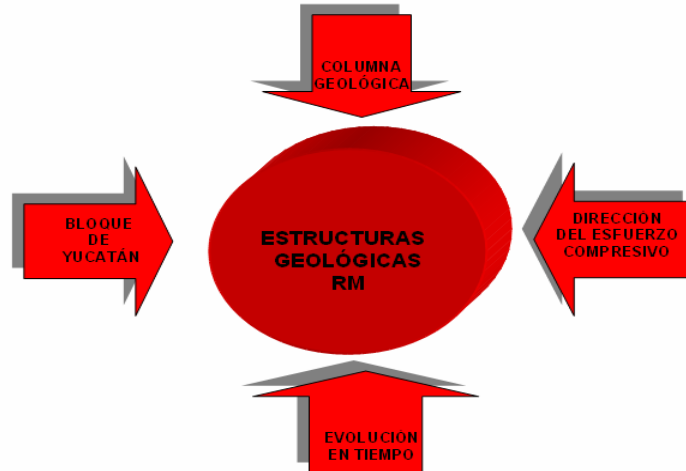 COLUMNA
GEOLÓGICA
BLOQUE
DE
YUCATÁN
ESTRUCTURAS
GEOLÓGICAS
RM
DIRECCIÓN
DEL ESFUERZO
COMPRESIVO
EVOLUCIÓN
EN TIEMPO